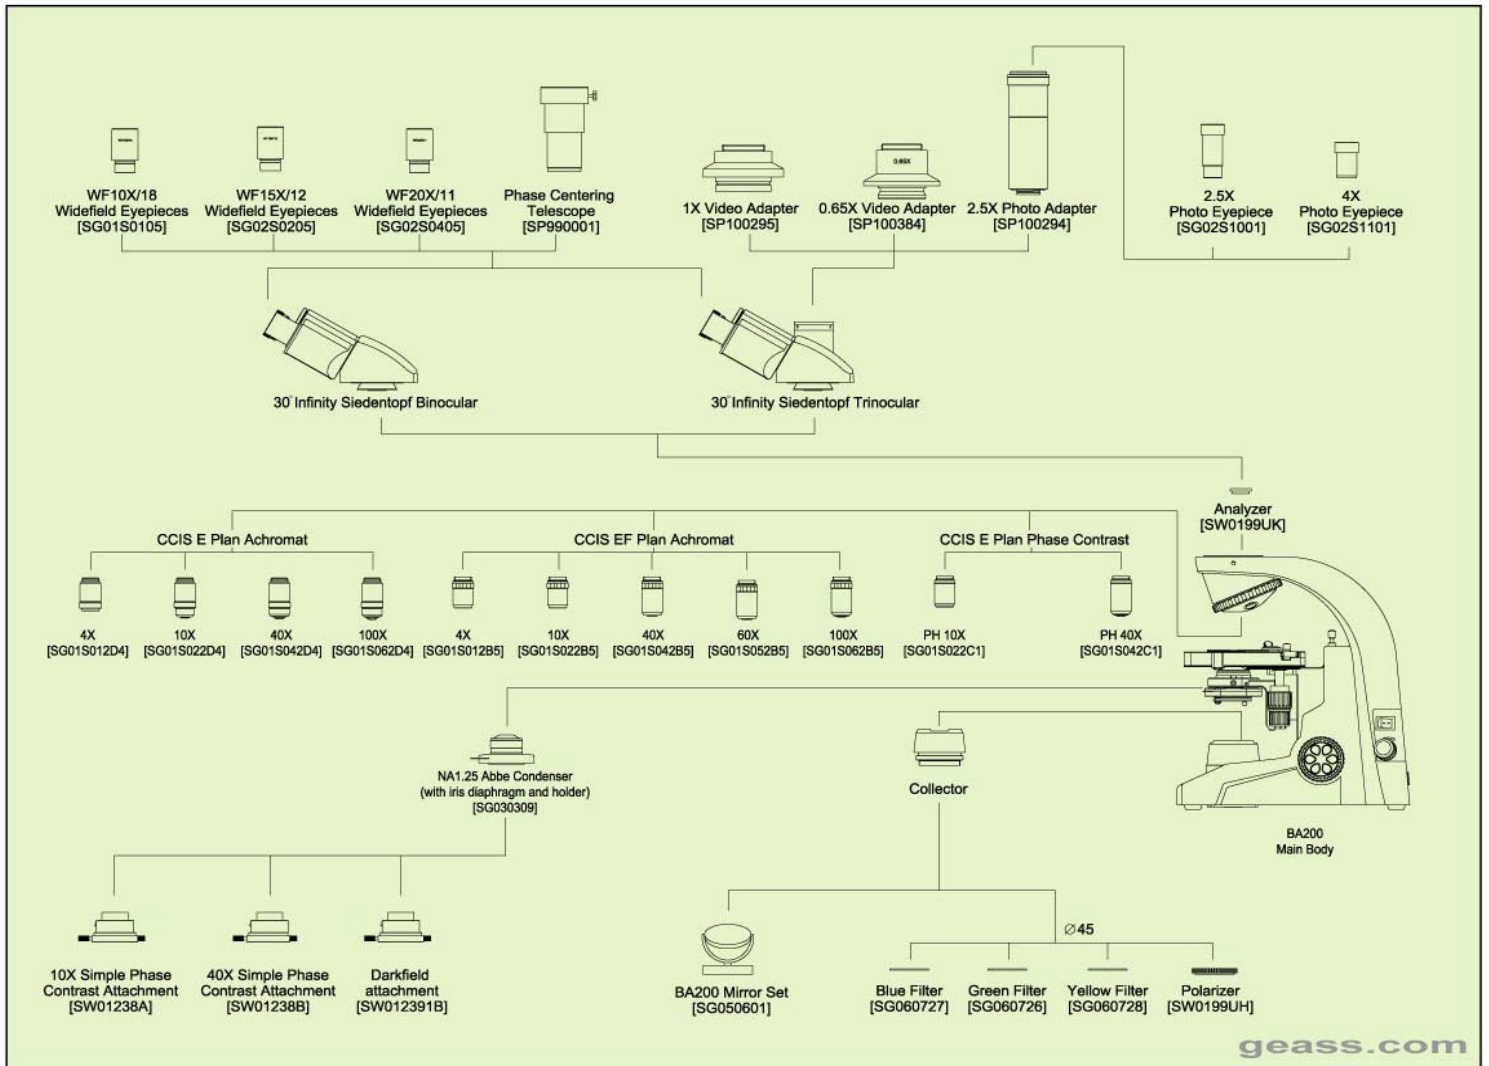 WF10X/18
Widefield Eyepieces
[SG01S0105]
WF15X/12
Widefield Eyepieces
[SG02S0205]
WF20X/11
Widefield Eyepieces
[SG02S0405]
Phase Centering
Telescope
[SP990001]
1X Video Adapter
[SP100295]
0.65X
0.65X Video Adapter
[SP100384]
2.5X Photo Adapter
[SP100294]
2.5X
Photo Eyepiece
[SG02S1001]
4X
Photo Eyepiece
[SG02S1101]
30° Infinity Siedentopf Binocular
30° Infinity Siedentopf Trinocular
Analyzer
[SW0199UK]
CCIS E Plan Achromat
CCIS EF Plan Achromat
CCIS E Plan Phase Contrast
4X
[SG01S012D4]
10X
[SG01S022D4]
40X
[SG01S042D4]
100X
[SG01S062D4]
4X
[SG01S012B5]
10X
[SG01S022B5]
40X
[SG01S042B5]
60X
[SG01S052B5]
100X
[SG01S062B5]
PH 10X
[SG01S022C1]
PH 40X
[SG01S042C1]
NA1.25 Abbe Condenser
(with iris diaphragm and holder)
[SG030309]
Collector
BA200
Main Body
10X Simple Phase
Contrast Attachment
[SW01238A]
40X Simple Phase
Contrast Attachment
[SW01238B]
Darkfield
attachment
[SW012391B]
BA200 Mirror Set
[SG050601]
Ø45
Blue Filter
[SG060727]
Green Filter
[SG060726]
Yellow Filter
[SG060728]
Polarizer
[SW0199UH]
geass.com